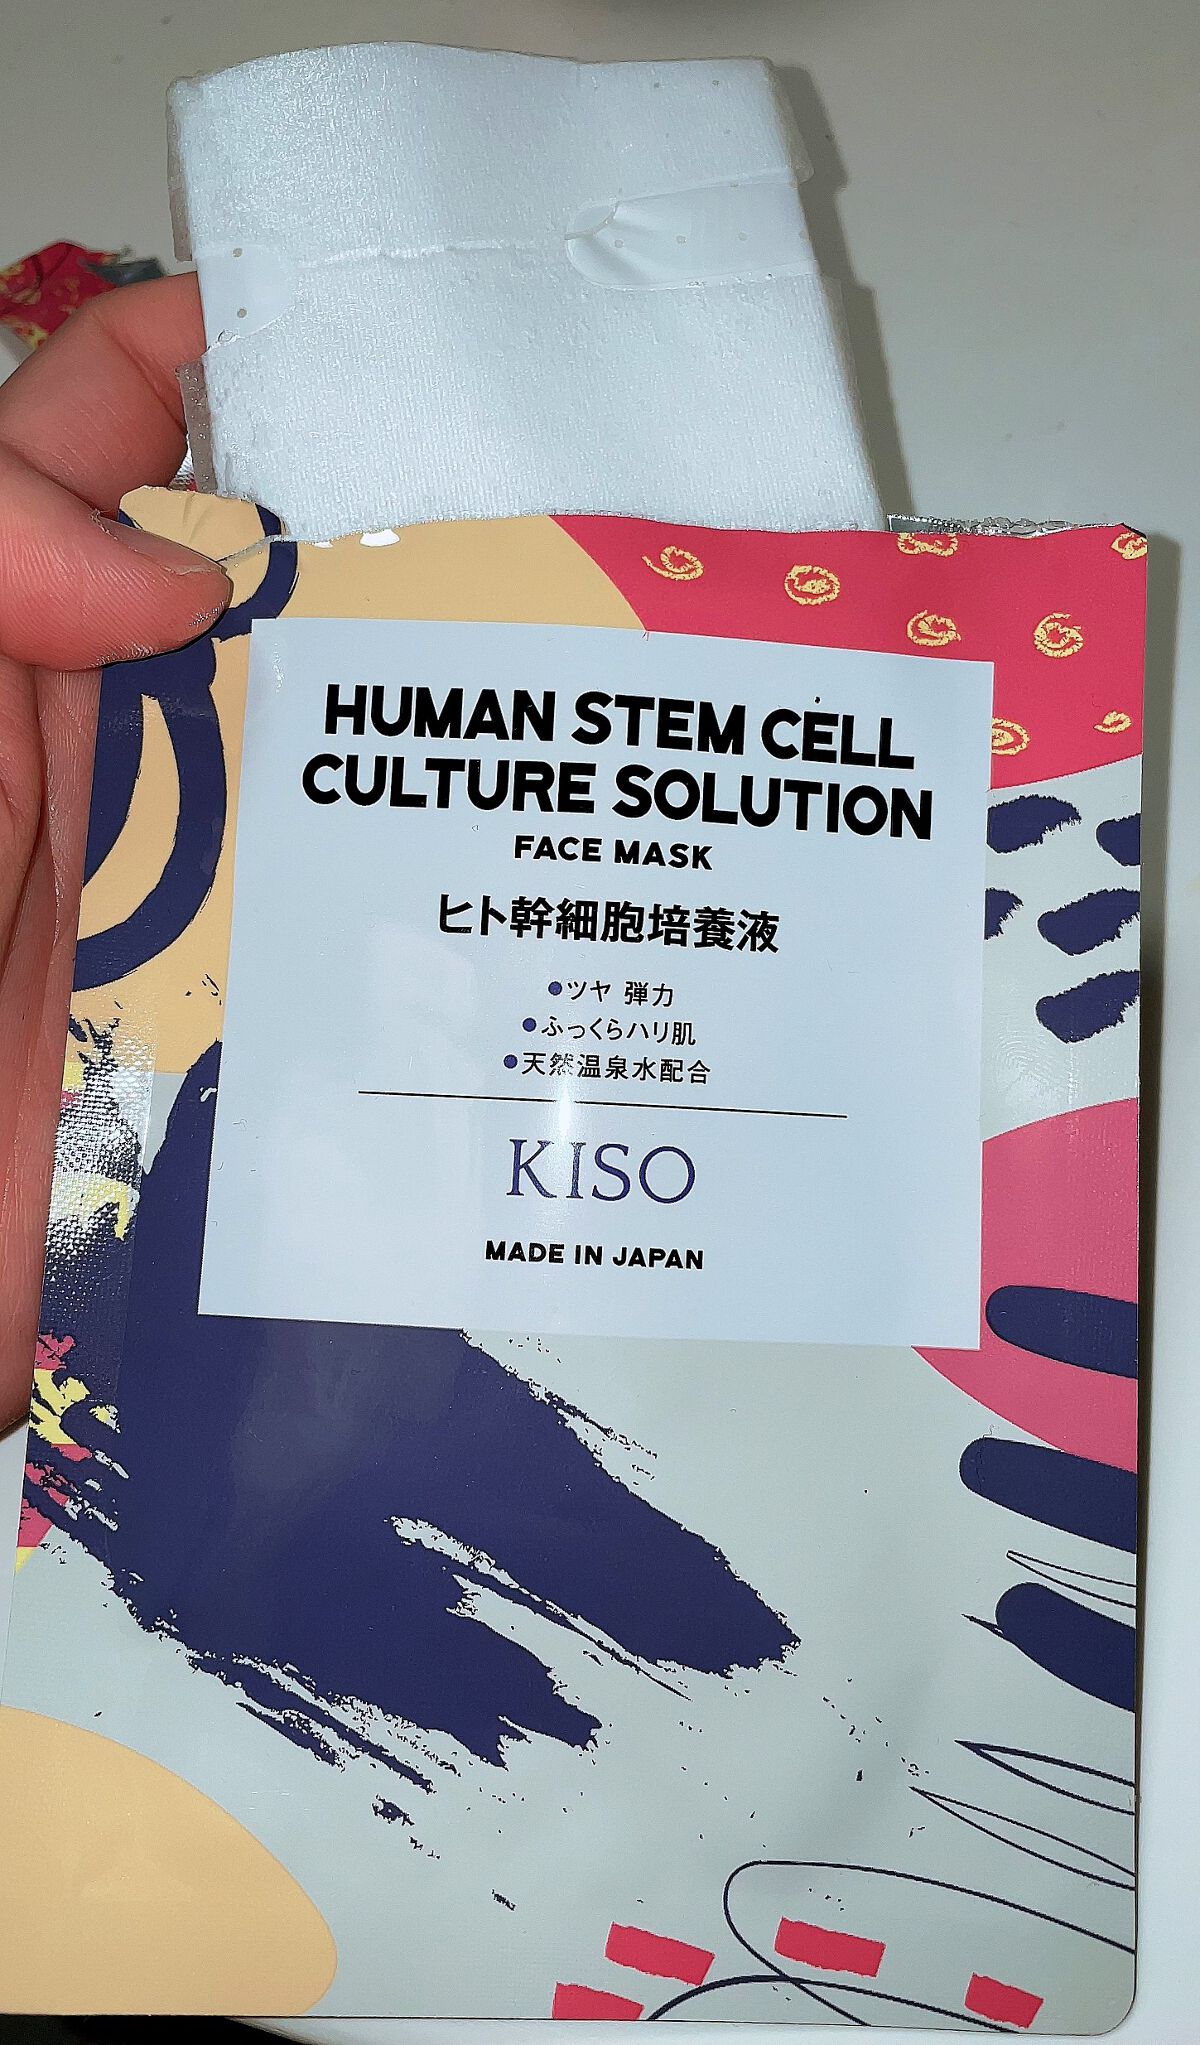 HUMAN STEM CELL
CULTURE SOLUTION
FACE MASK
ヒト幹細胞培養液
●ツヤ 弾力
●ふっくらハリ肌
●天然温泉水配合
KISO
MADE IN JAPAN